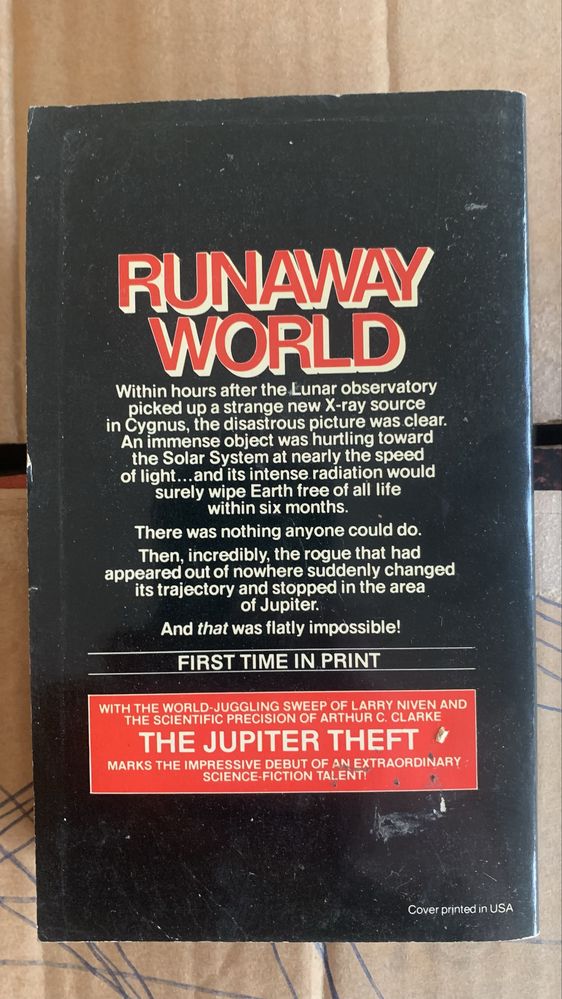 RUNAWAY
WORLD
Within hours after the Lunar observatory
picked up a strange new X-ray source
in Cygnus, the disastrous picture was clear.
An immense object was hurtling toward
the Solar System at nearly the speed
of light...and its intense radiation would
surely wipe Earth free of all life
within six months.
There was nothing anyone could do.
Then, incredibly, the rogue that had
appeared out of nowhere suddenly changed
its trajectory and stopped in the area
of Jupiter.
And that was flatly impossible!
FIRST TIME IN PRINT
WITH THE WORLD-JUGGLING SWEEP OF LARRY NIVEN AND
THE SCIENTIFIC PRECISION OF ARTHUR C. CLARKE
THE JUPITER THEFT
MARKS THE IMPRESSIVE DEBUT OF AN EXTRAORDINARY
SCIENCE-FICTION TALENT!
Cover printed in USA